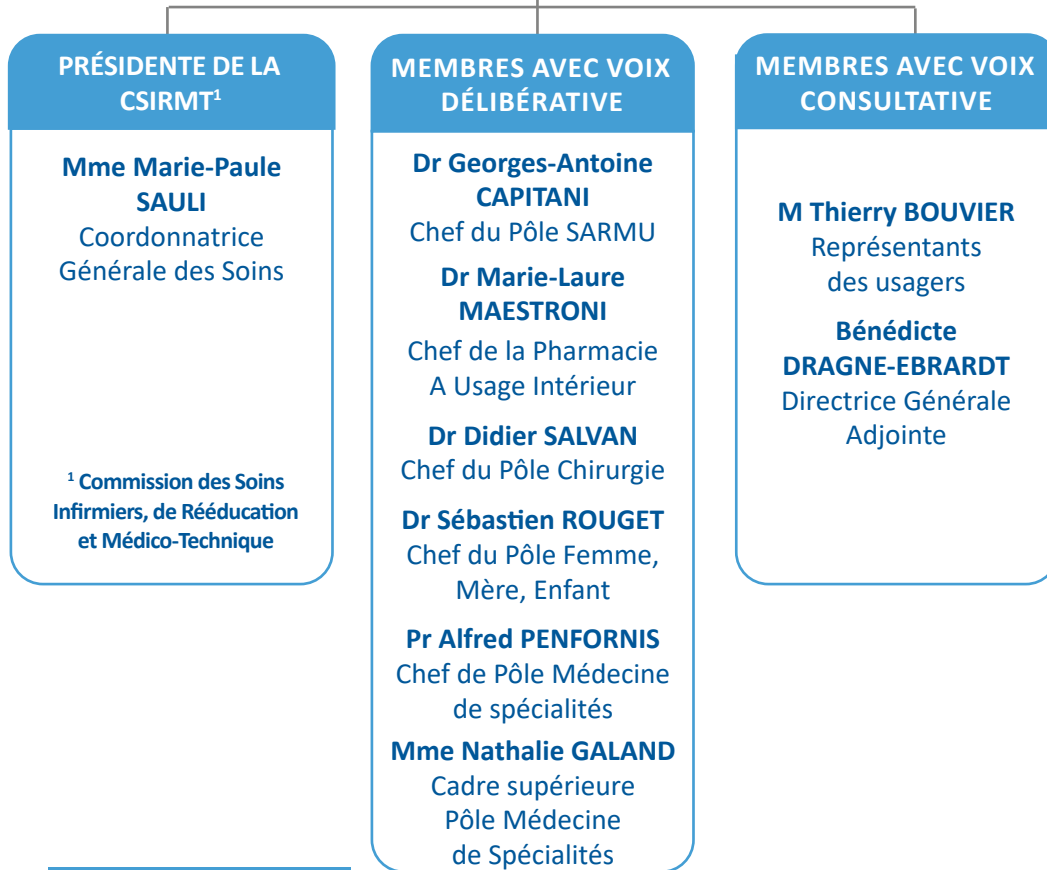 PRÉSIDENTE DE LA
CSIRMT¹
Mme Marie-Paule
SAULI
Coordonnatrice
Générale des Soins
¹ Commission des Soins
Infirmiers, de Rééducation
et Médico-Technique
MEMBRES AVEC VOIX
DÉLIBÉRATIVE
Dr Georges-Antoine
CAPITANI
Chef du Pôle SARMU
Dr Marie-Laure
MAESTRONI
Chef de la Pharmacie
A Usage Intérieur
Dr Didier SALVAN
Chef du Pôle Chirurgie
Dr Sébastien ROUGET
Chef du Pôle Femme,
Mère, Enfant
Pr Alfred PENFORNIS
Chef de Pôle Médecine
de spécialités
Mme Nathalie GALAND
Cadre supérieure
Pôle Médecine
de Spécialités
MEMBRES AVEC VOIX
CONSULTATIVE
M Thierry BOUVIER
Représentants
des usagers
Bénédicte
DRAGNE-EBRARDT
Directrice Générale
Adjointe